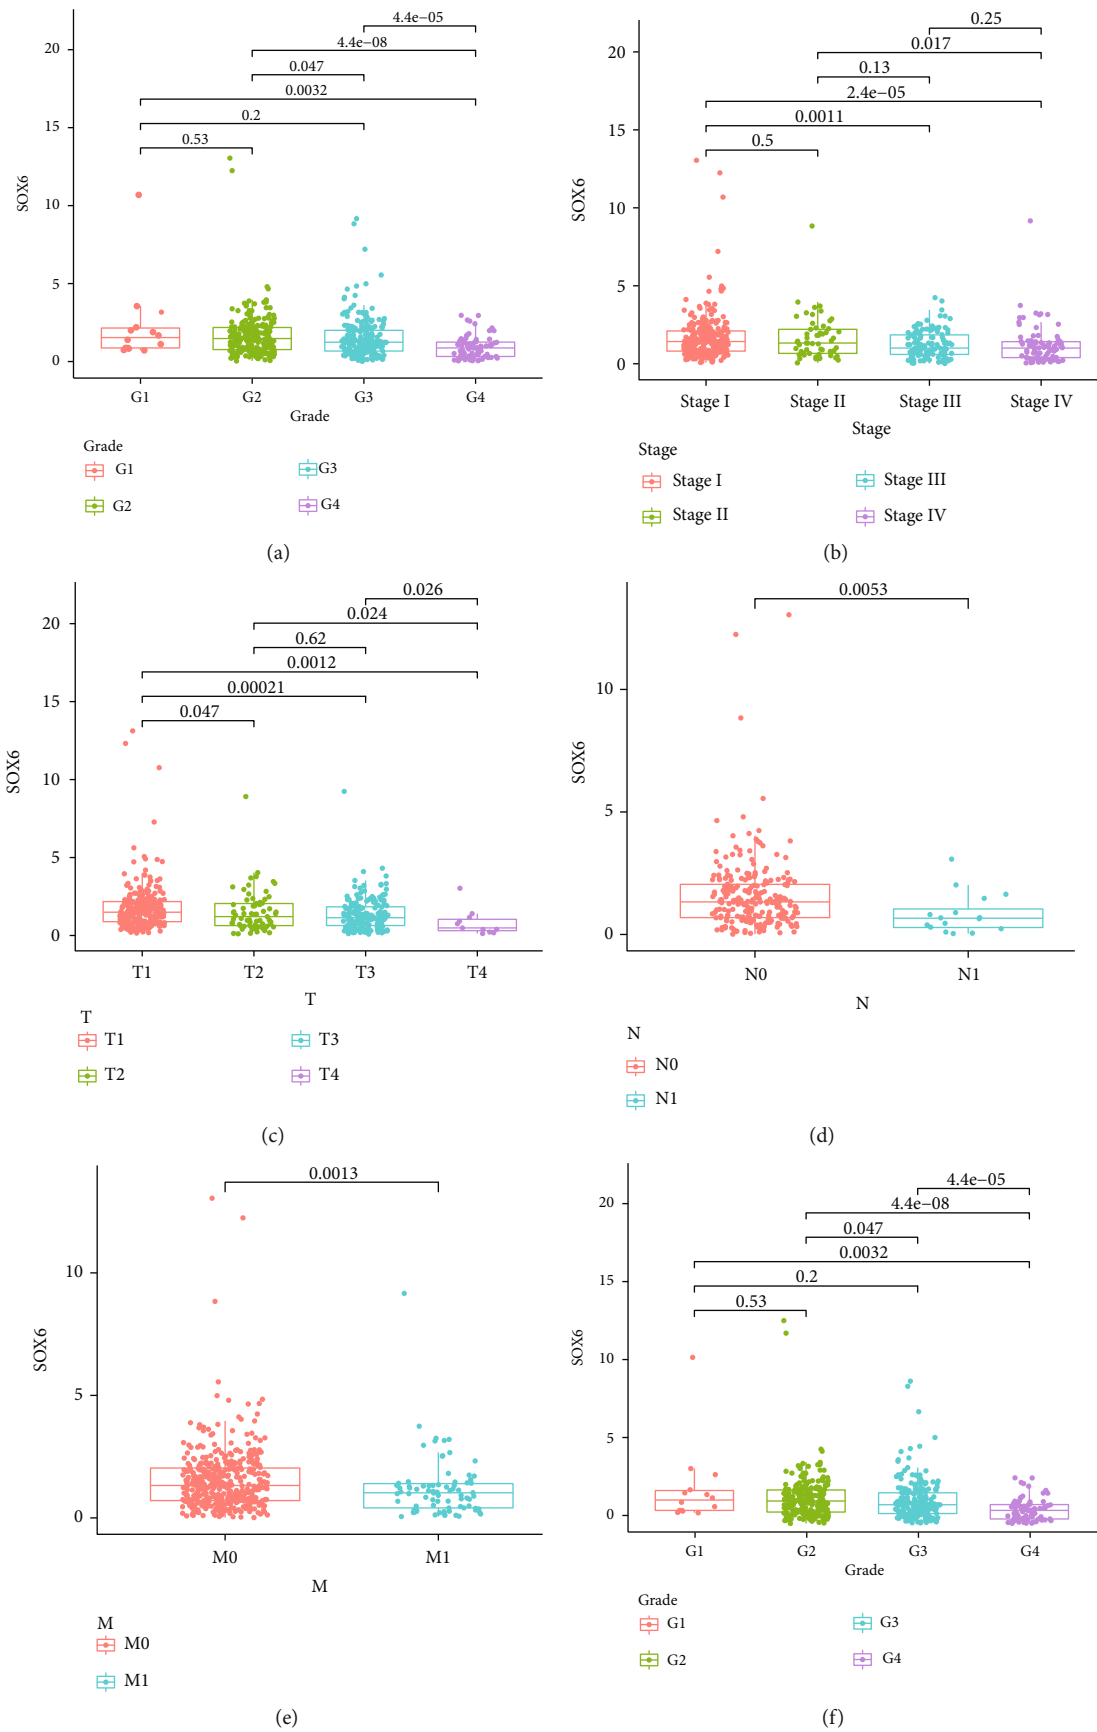 4.4e−05
20
4.4e−08
0.047
0.0032
15
0.2
0.53
SOX6
10
5
0
G1 G2 G3 G4
Grade
Grade
G1 G3
G2 G4
(a)
0.25
20
0.017
0.13
2.4e−05
15
0.0011
0.5
SOX6
10
5
0
Stage I Stage II Stage III Stage IV
Stage
Stage
Stage I Stage III
Stage II Stage IV
(b)
0.026
20
0.024
0.62
0.0012
15
0.00021
0.047
SOX6
10
5
0
T1 T2 T3 T4
T
T
T1 T3
T2 T4
(c)
0.0053
10
SOX6
5
0
N0 N1
N
N
N0
N1
(d)
0.0013
10
SOX6
5
0
M0 M1
M
M
M0
M1
(e)
4.4e−05
20
4.4e−08
0.047
0.0032
15
0.2
0.53
SOX6
10
5
0
G1 G2 G3 G4
Grade
Grade
G1 G3
G2 G4
(f)